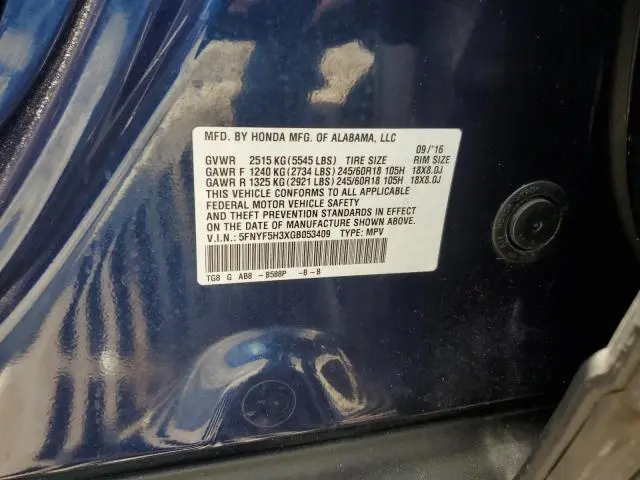 MFD. BY HONDA MFG. OF ALABAMA, LLC 09/'16
GVWR 2515 KG (5545 LBS) TIRE SIZE RIM SIZE
GAWR F 1240 KG (2734 LBS) 245/60R18 105H 18X8.0J
GAWR R 1325 KG (2921 LBS) 245/60R18 105H 18X8.0J
THIS VEHICLE CONFORMS TO ALL APPLICABLE
FEDERAL MOTOR VEHICLE SAFETY
AND THEFT PREVENTION STANDARDS IN EFFECT
ON THE DATE OF MANUFACTURE SHOWN ABOVE.
V.I.N.: 5FNYF5H3XGB053409 TYPE: MPV
TG8 G AB8 -B588P -B-B